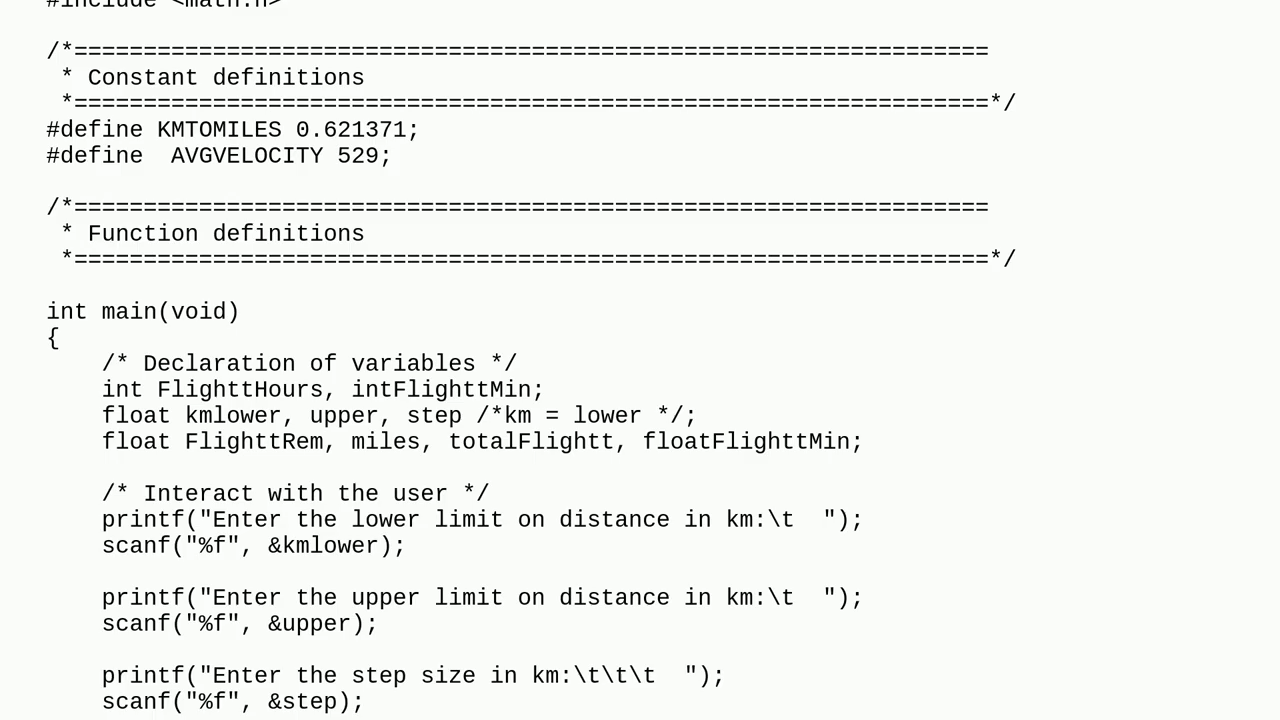 #include <math.h>
/*==================================================================
 * Constant definitions
 *==================================================================*/
#define KMTOMILES 0.621371;
#define  AVGVELOCITY 529;
/*==================================================================
 * Function definitions
 *==================================================================*/
int main(void)
{
    /* Declaration of variables */
    int FlighttHours, intFlighttMin;
    float kmlower, upper, step /*km = lower */;
    float FlighttRem, miles, totalFlightt, floatFlighttMin;
    /* Interact with the user */
    printf("Enter the lower limit on distance in km:\t  ");
    scanf("%f", &kmlower);
    printf("Enter the upper limit on distance in km:\t  ");
    scanf("%f", &upper);
    printf("Enter the step size in km:\t\t\t  ");
    scanf("%f", &step);